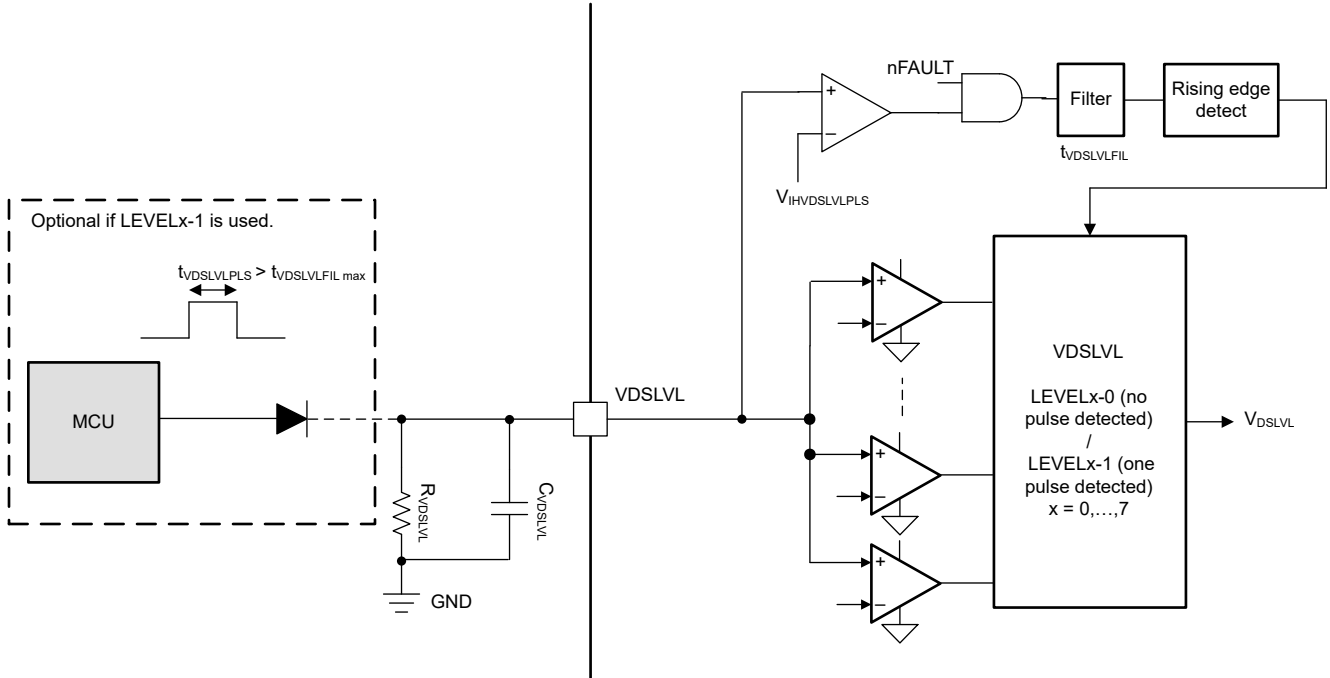 Optional if LEVELx-1 is used.
tVDSLVLPLS > tVDSLVLFIL max
MCU
RVDSLVL
CVDSLVL
GND
VDSLVL
nFAULT
+
−
VIHVDSLVLPLS
Filter
tVDSLVLFIL
Rising edge
detect
+
−
+
−
+
−
VDSLVL
LEVELx-0 (no
pulse detected)
/
LEVELx-1 (one
pulse detected)
x = 0,...,7
VDSLVL